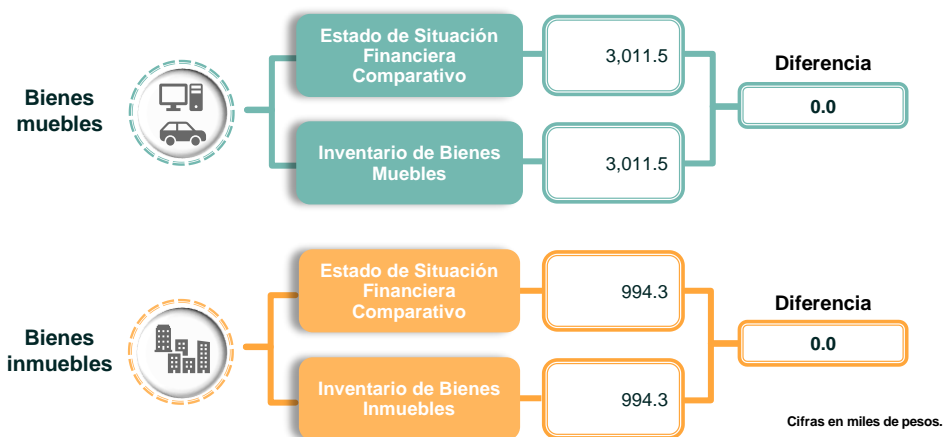 Bienes
muebles
Estado de Situación
Financiera
Comparativo
3,011.5
Inventario de Bienes
Muebles
3,011.5
Diferencia
0.0
Bienes
inmuebles
Estado de Situación
Financiera
Comparativo
994.3
Inventario de Bienes
Inmuebles
994.3
Diferencia
0.0
Cifras en miles de pesos.